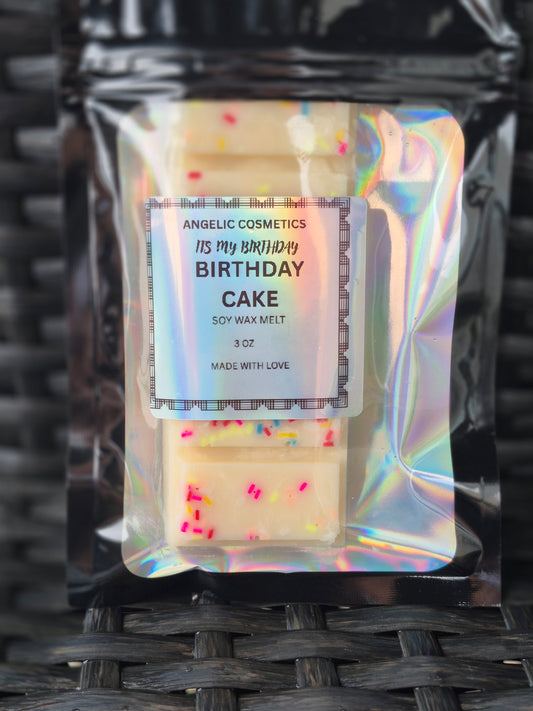 ANGELIC COSMETICS
ITS MY BIRTHDAY
BIRTHDAY
CAKE
SOY WAX MELT
3 OZ
MADE WITH LOVE